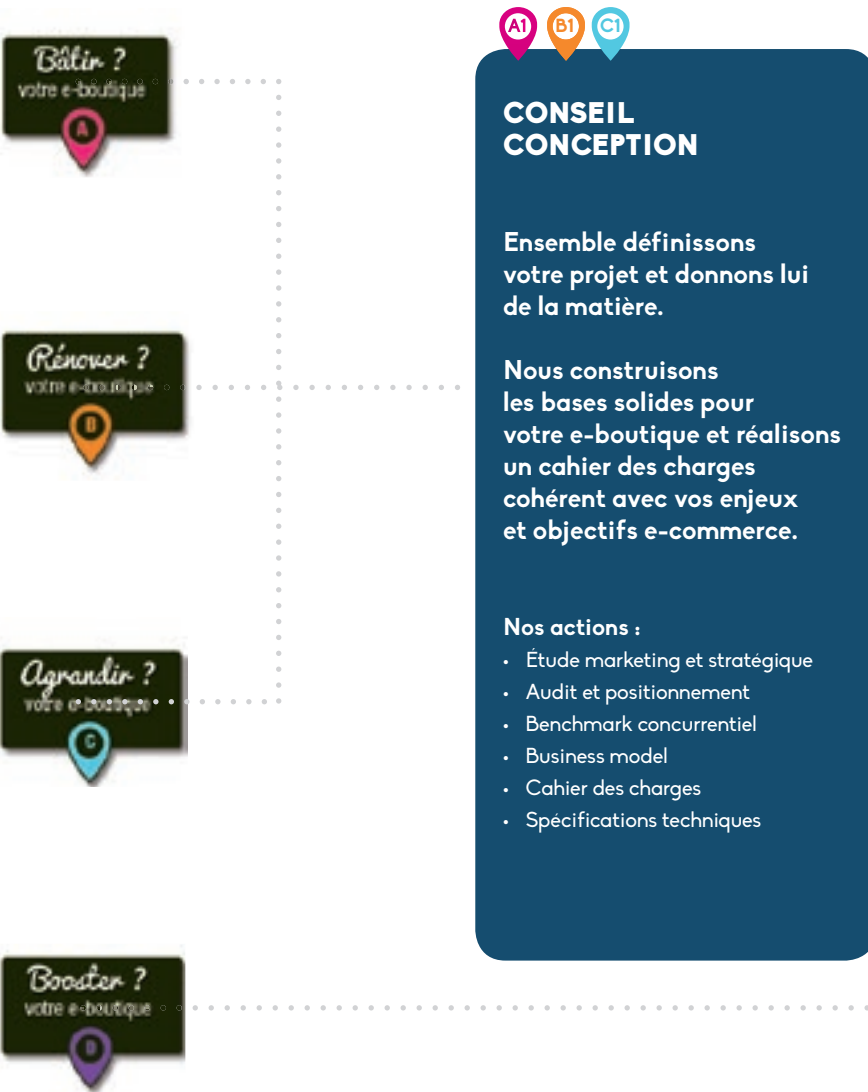 Bâtir ?
votre e-boutique
A
Rénover ?
votre e-boutique
B
Agrandir ?
votre e-boutique
C
Booster ?
votre e-boutique
D
A1 B1 C1
CONSEIL
CONCEPTION
Ensemble définissons
votre projet et donnons lui
de la matière.
Nous construisons
les bases solides pour
votre e-boutique et réalisons
un cahier des charges
cohérent avec vos enjeux
et objectifs e-commerce.
Nos actions :
• Étude marketing et stratégique
• Audit et positionnement
• Benchmark concurrentiel
• Business model
• Cahier des charges
• Spécifications techniques